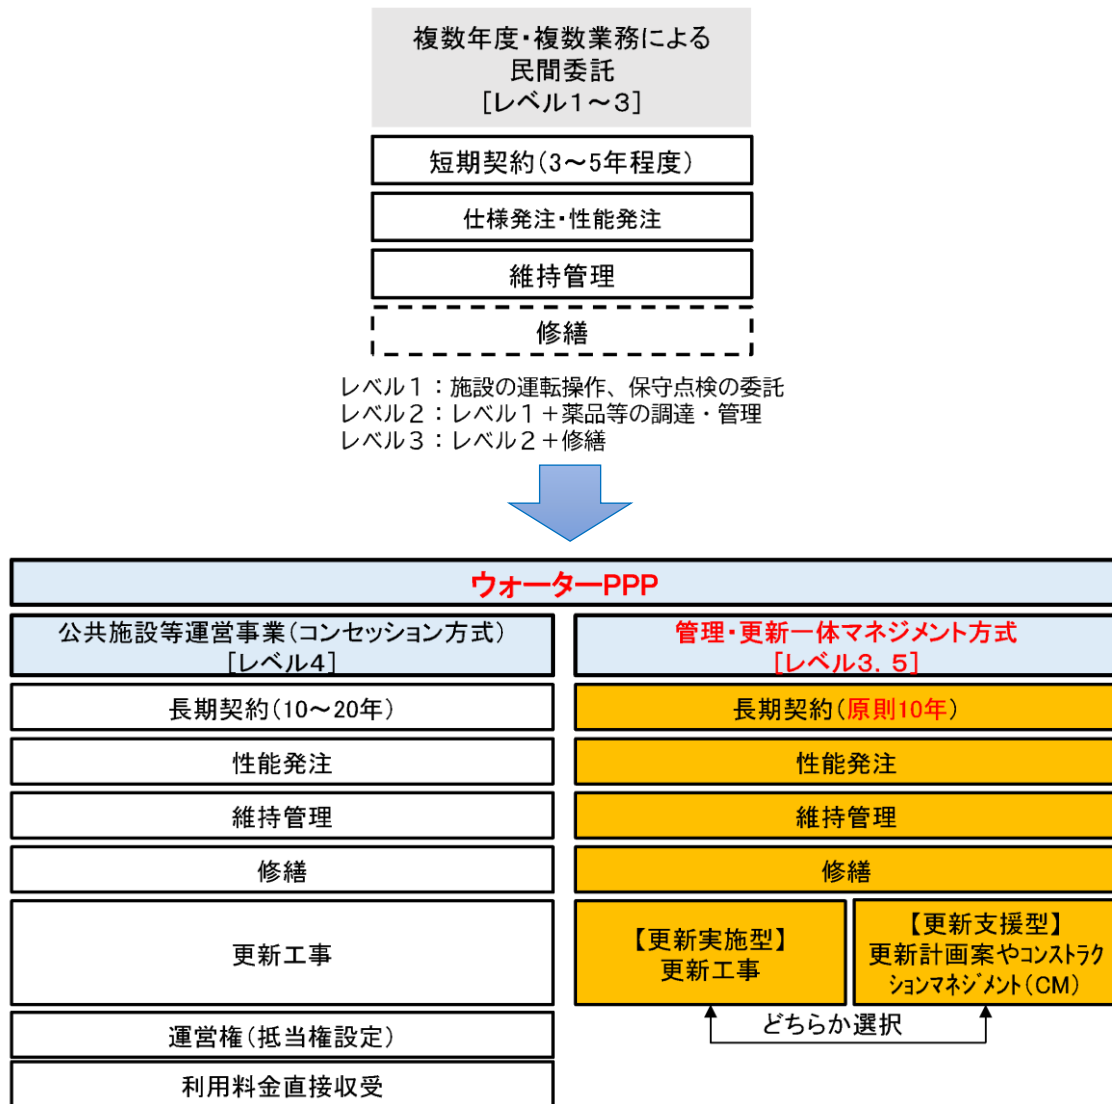 複数年度・複数業務による
民間委託
[レベル1～3]
短期契約(3～5年程度)
仕様発注・性能発注
維持管理
修繕
レベル1：施設の運転操作、保守点検の委託
レベル2：レベル1＋薬品等の調達・管理
レベル3：レベル2＋修繕
ウォーターPPP
公共施設等運営事業(コンセッション方式)
[レベル4]
長期契約(10～20年)
性能発注
維持管理
修繕
更新工事
運営権(抵当権設定)
利用料金直接収受
管理・更新一体マネジメント方式
[レベル3．5]
長期契約(原則10年)
性能発注
維持管理
修繕
【更新実施型】
更新工事
【更新支援型】
更新計画案やコンストラク
ションマネジメント(CM)
どちらか選択